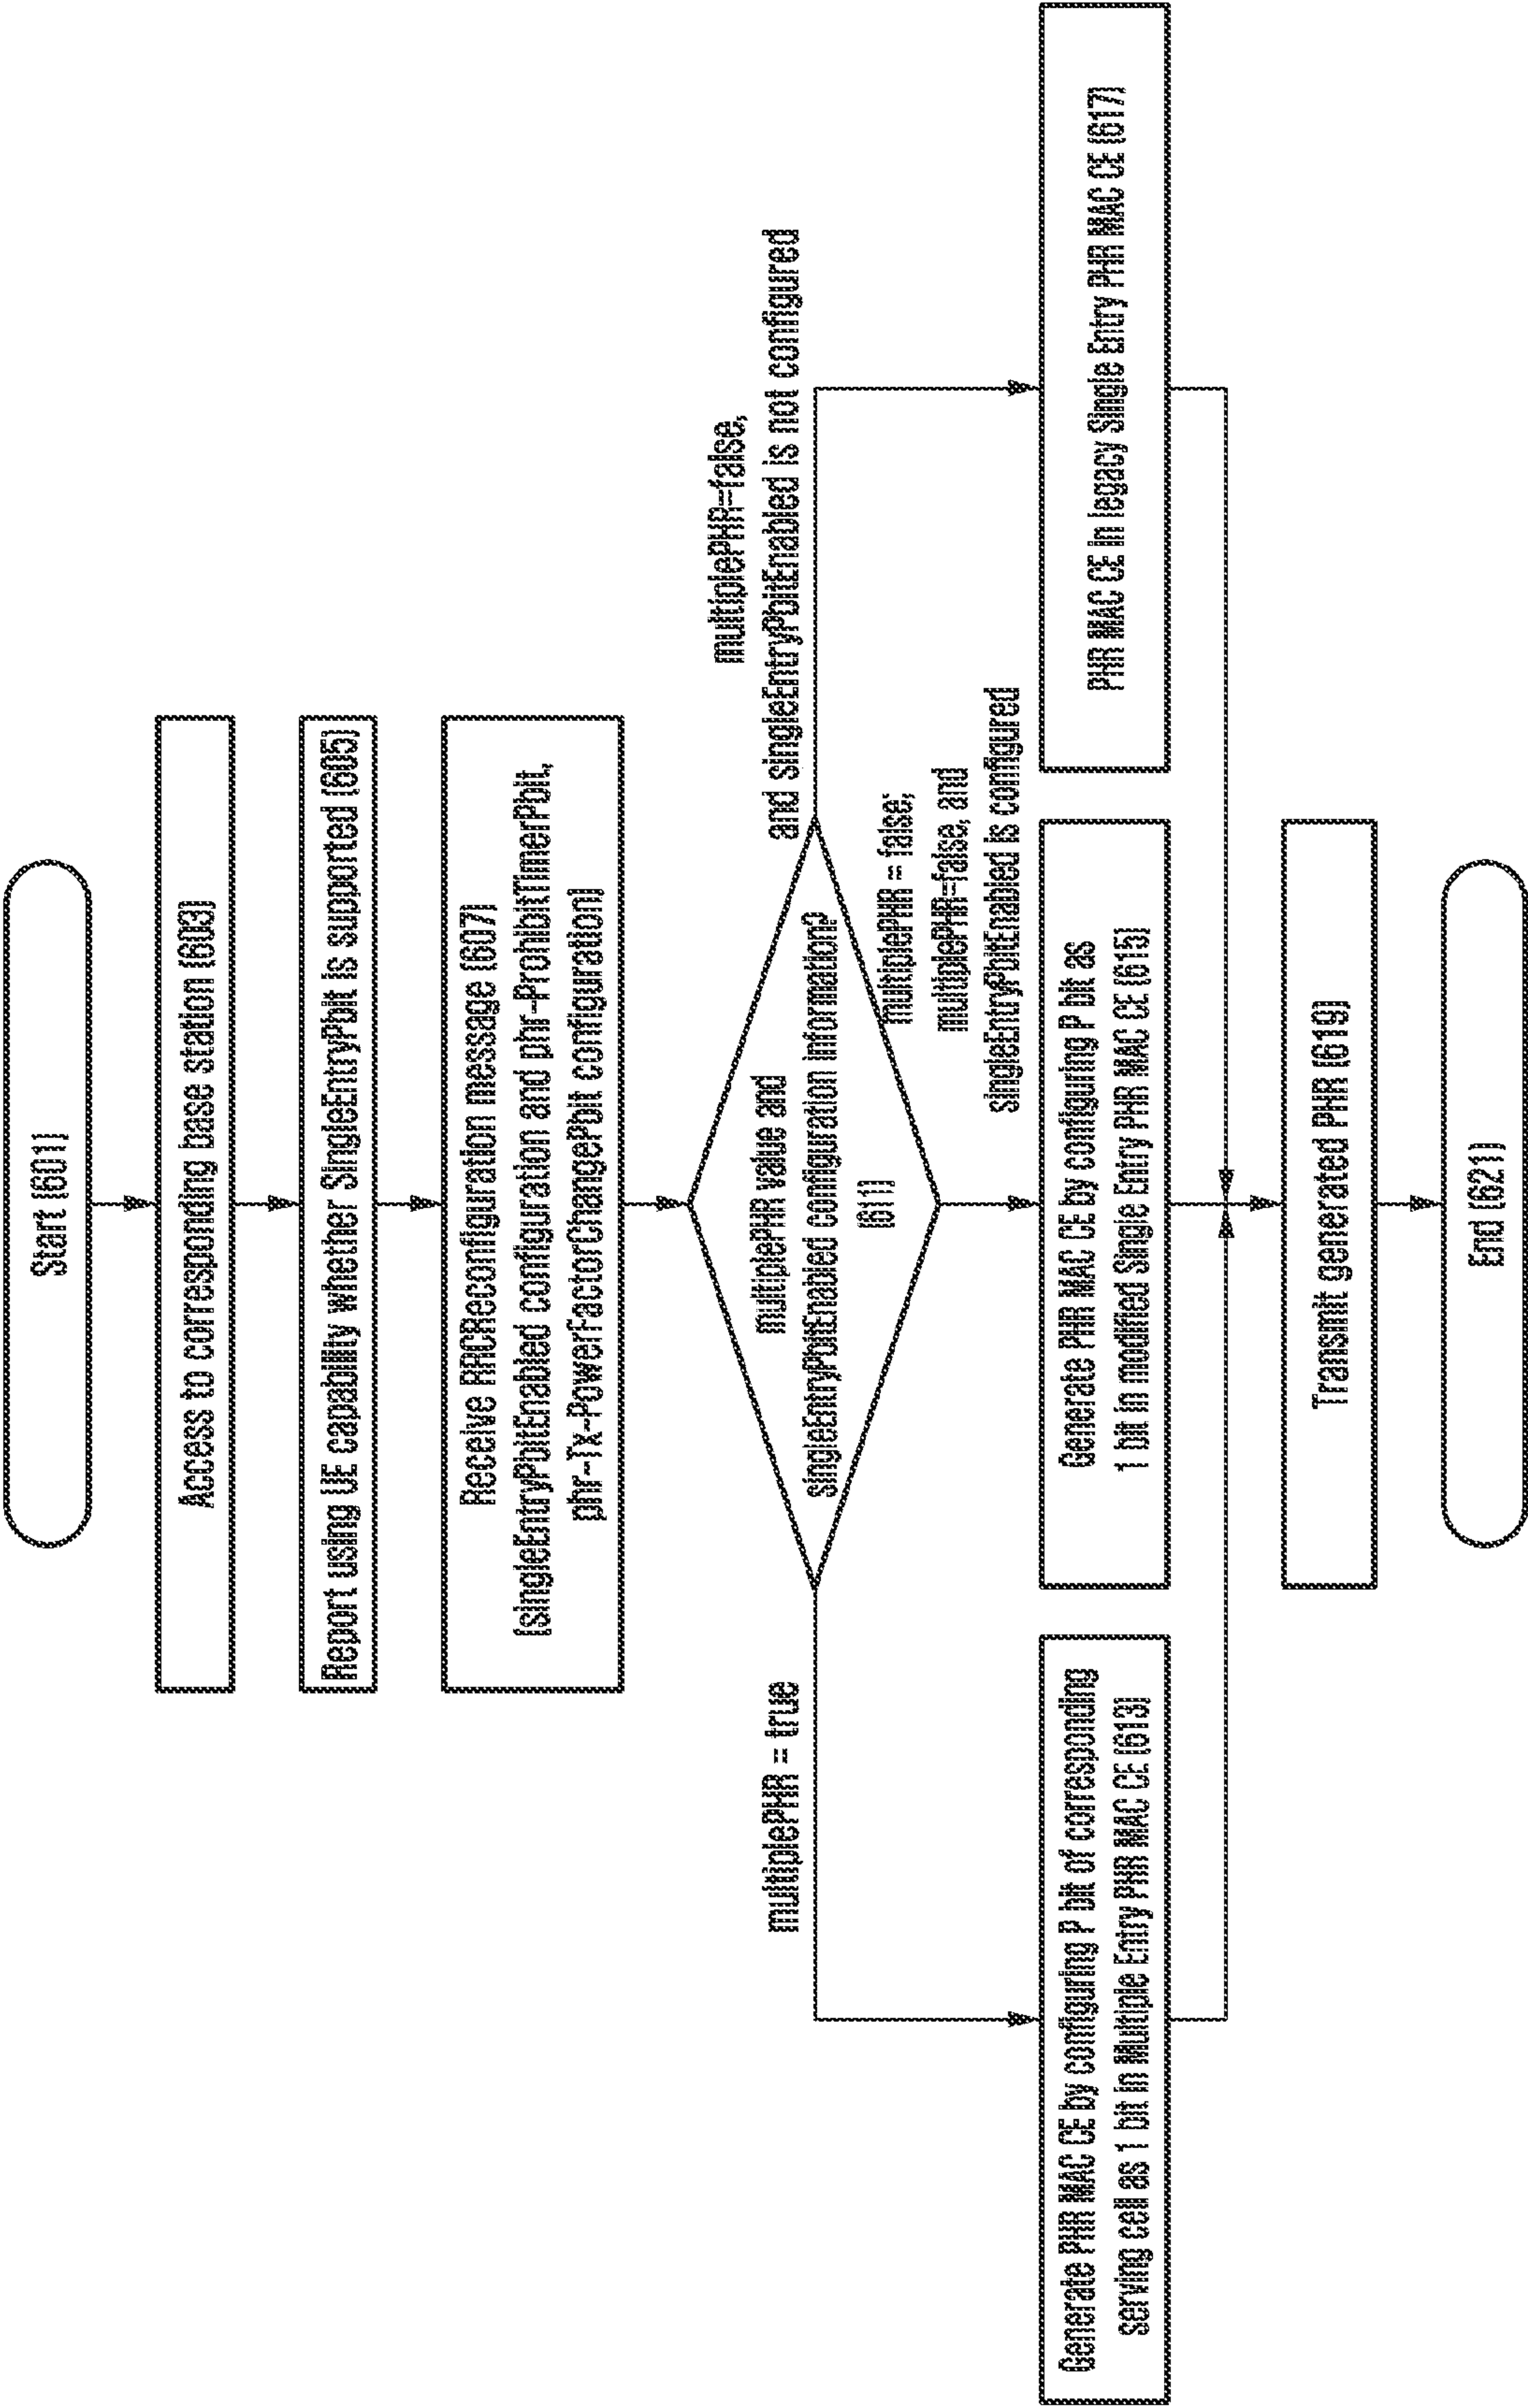 Start (601)
Access to corresponding base station (603)
Report using UE capability whether SingleEntryPbit is supported (605)
Receive RRCReconfiguration message (607)
(singleEntryPbitEnabled configuration and phr-ProhibitTimerPbit,
phr-Tx-PowerFactorChangePbit configuration)
multiplePHR value and
singleEntryPbitEnabled configuration information?
(611)
multiplePHR = true
multiplePHR = false;
multiplePHR=false, and
singleEntryPbitEnabled is configured
multiplePHR=false,
and singleEntryPbitEnabled is not configured
Generate PHR MAC CE by configuring P bit of corresponding
serving cell as 1 bit in Multiple Entry PHR MAC CE (613)
Generate PHR MAC CE by configuring P bit as
1 bit in modified Single Entry PHR MAC CE (615)
PHR MAC CE in legacy Single Entry PHR MAC CE (617)
Transmit generated PHR (619)
End (621)